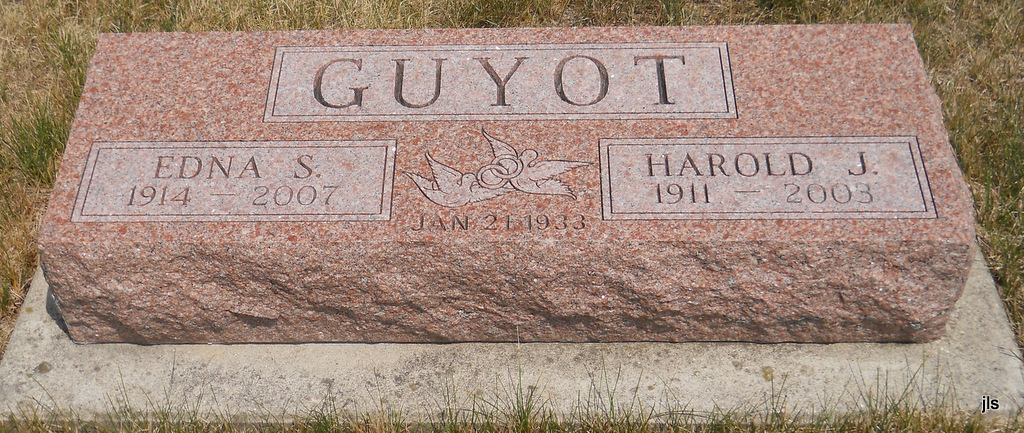 GUYOT
EDNA S.
1914 — 2007
HAROLD J.
1911 — 2003
JAN 21 1933
jls